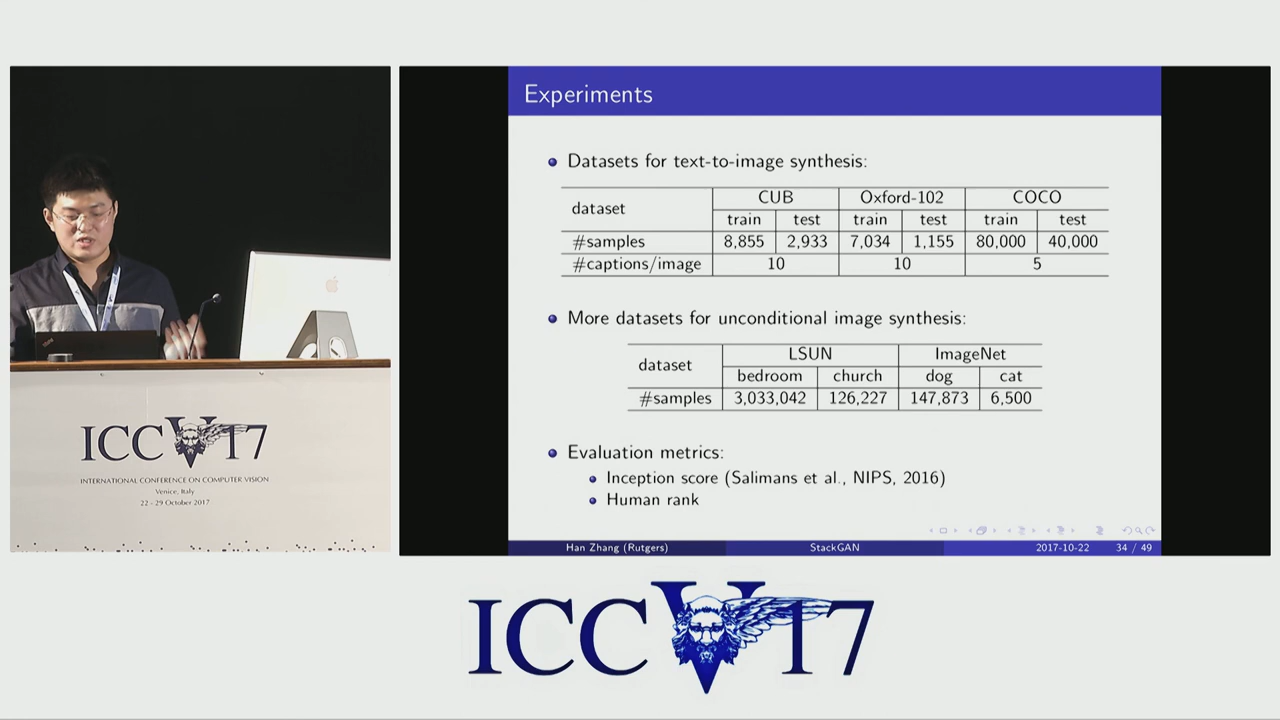 Experiments
Datasets for text-to-image synthesis:
dataset CUB Oxford-102 COCO
train test train test train test
#samples 8,855 2,933 7,034 1,155 80,000 40,000
#captions/image 10 10 5
More datasets for unconditional image synthesis:
dataset LSUN ImageNet
bedroom church dog cat
#samples 3,033,042 126,227 147,873 6,500
Evaluation metrics:
Inception score (Salimans et al., NIPS, 2016)
Human rank
Han Zhang (Rutgers) StackGAN 2017-10-22 34 / 49
ICCV17
INTERNATIONAL CONFERENCE ON COMPUTER VISION
Venice, Italy
22 - 29 October 2017
ICCV17